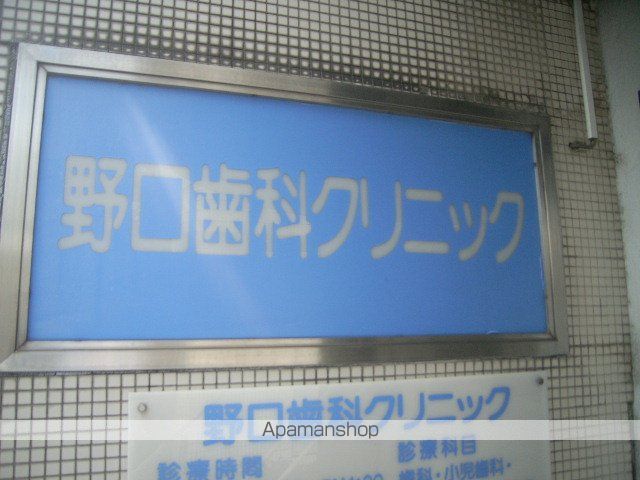 野口歯科クリニック
野口歯科クリニック
Apamanshop
診療時間
診療科目
歯科・小児歯科・